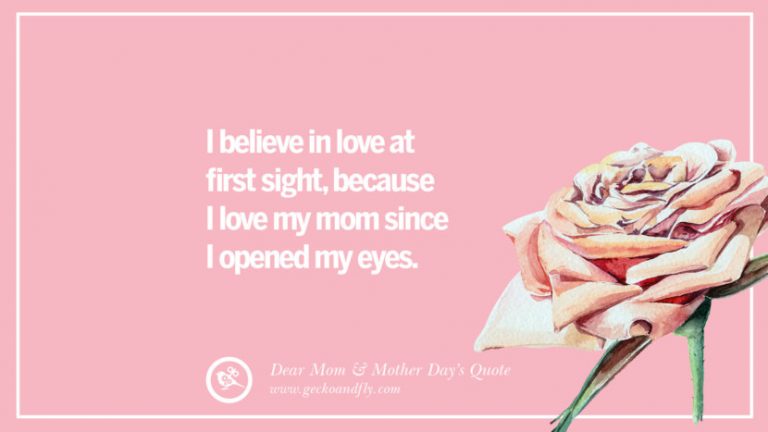 I believe in love at
first sight, because
I love my mom since
I opened my eyes.
Dear Mom & Mother Day's Quote
www.geckoandfly.com